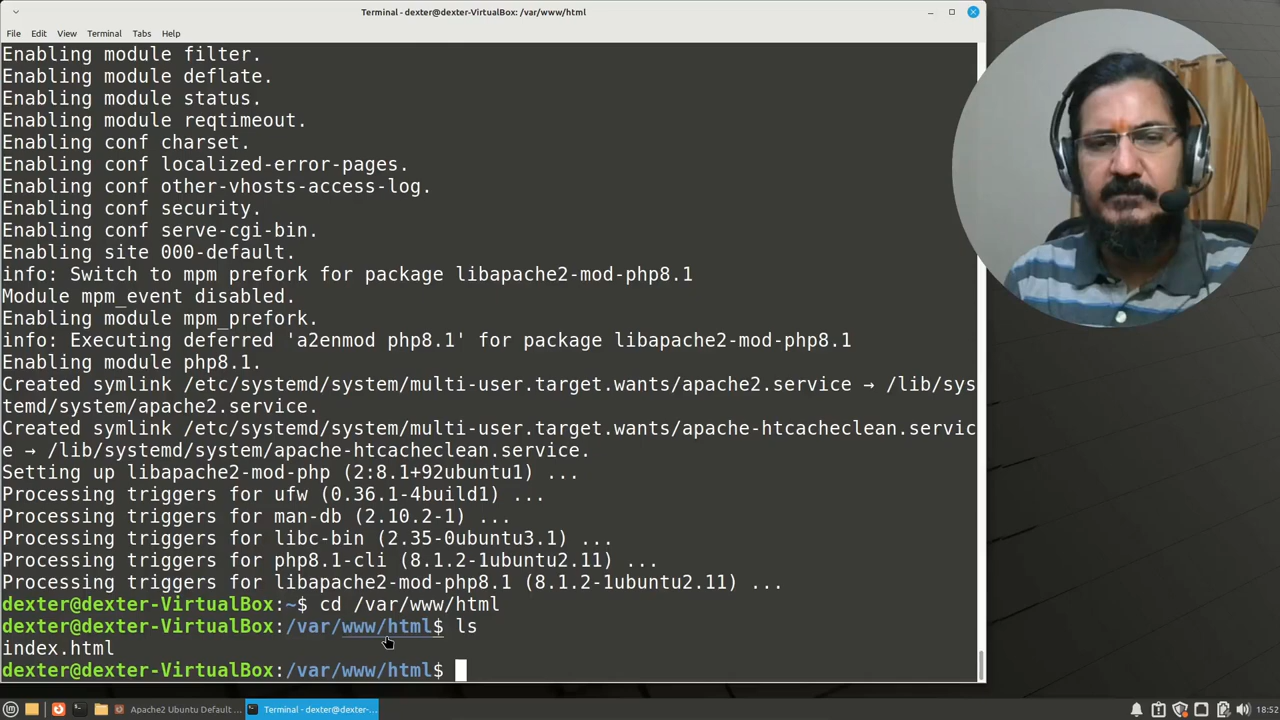 Terminal - dexter@dexter-VirtualBox: /var/www/html
File Edit View Terminal Tabs Help
Enabling module filter.
Enabling module deflate.
Enabling module status.
Enabling module reqtimeout.
Enabling conf charset.
Enabling conf localized-error-pages.
Enabling conf other-vhosts-access-log.
Enabling conf security.
Enabling conf serve-cgi-bin.
Enabling site 000-default.
info: Switch to mpm prefork for package libapache2-mod-php8.1
Module mpm_event disabled.
Enabling module mpm_prefork.
info: Executing deferred 'a2enmod php8.1' for package libapache2-mod-php8.1
Enabling module php8.1.
Created symlink /etc/systemd/system/multi-user.target.wants/apache2.service → /lib/sys
temd/system/apache2.service.
Created symlink /etc/systemd/system/multi-user.target.wants/apache-htcacheclean.servic
e → /lib/systemd/system/apache-htcacheclean.service.
Setting up libapache2-mod-php (2:8.1+92ubuntu1) ...
Processing triggers for ufw (0.36.1-4build1) ...
Processing triggers for man-db (2.10.2-1) ...
Processing triggers for libc-bin (2.35-0ubuntu3.1) ...
Processing triggers for php8.1-cli (8.1.2-1ubuntu2.11) ...
Processing triggers for libapache2-mod-php8.1 (8.1.2-1ubuntu2.11) ...
dexter@dexter-VirtualBox:~$ cd /var/www/html
dexter@dexter-VirtualBox:/var/www/html$ ls
index.html
dexter@dexter-VirtualBox:/var/www/html$
Apache2 Ubuntu Default ... Terminal - dexter@dexter-... 18:52